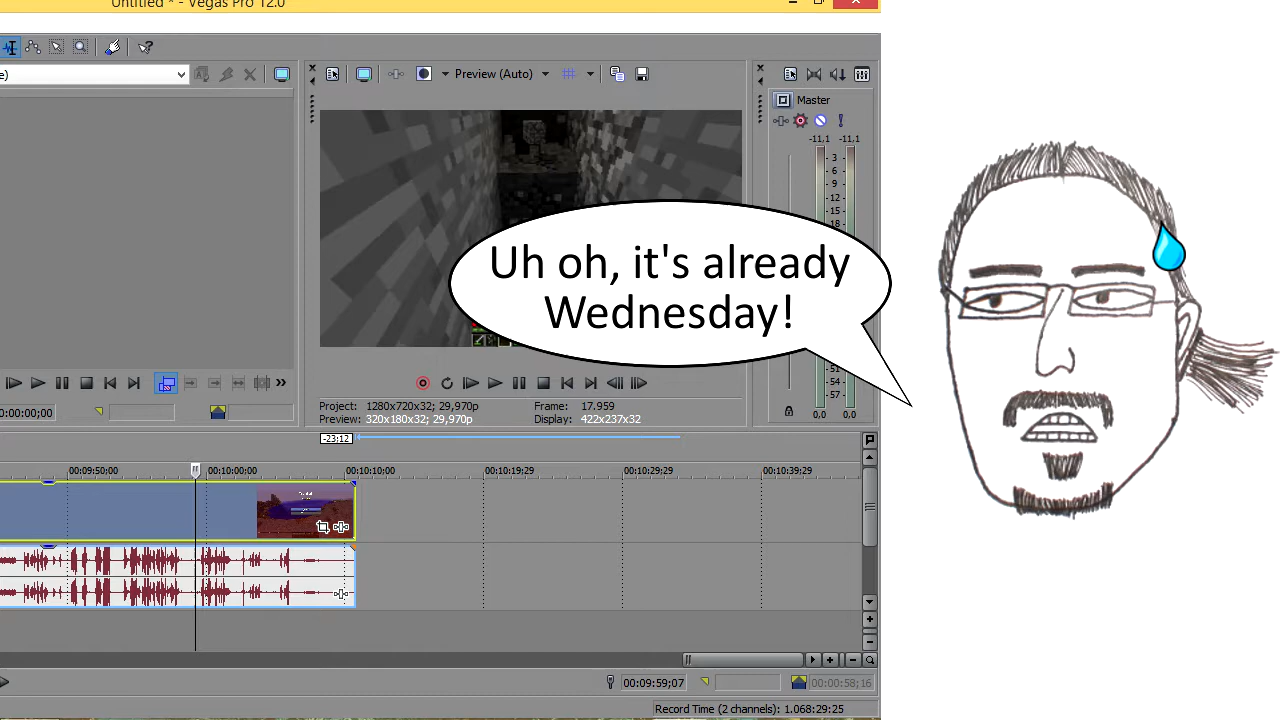 Untitled * - Vegas Pro 12.0
e)
Preview (Auto)
Master
-11,1 -11,1
3
6
9
12
15
18
Uh oh, it's already
Wednesday!
51
54
57
0,0 0,0
0:00:00;00
Project: 1280x720x32; 29,970p
Frame: 17.959
Preview: 320x180x32; 29,970p
Display: 422x237x32
-23;12
00:09:50;00
00:10:00;00
00:10:10;00
00:10:19;29
00:10:29;29
00:10:39;29
00:09:59;07
00:00:58;16
Record Time (2 channels): 1.068:29:25